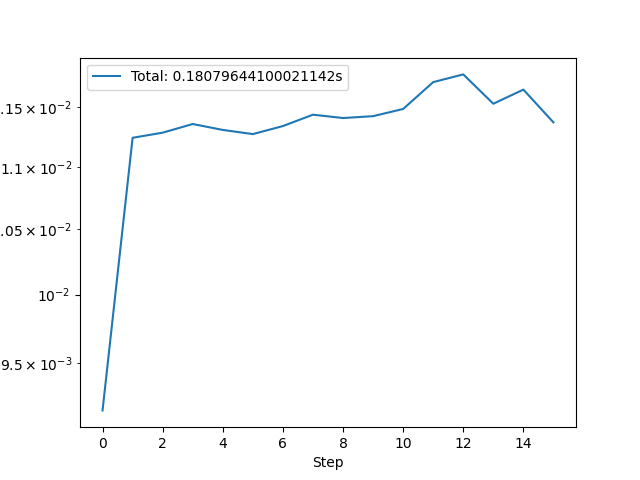 Total: 0.18079644100021142s
.15 × 10⁻²
1.1 × 10⁻²
.05 × 10⁻²
10⁻²
9.5 × 10⁻³
0 2 4 6 8 10 12 14
Step